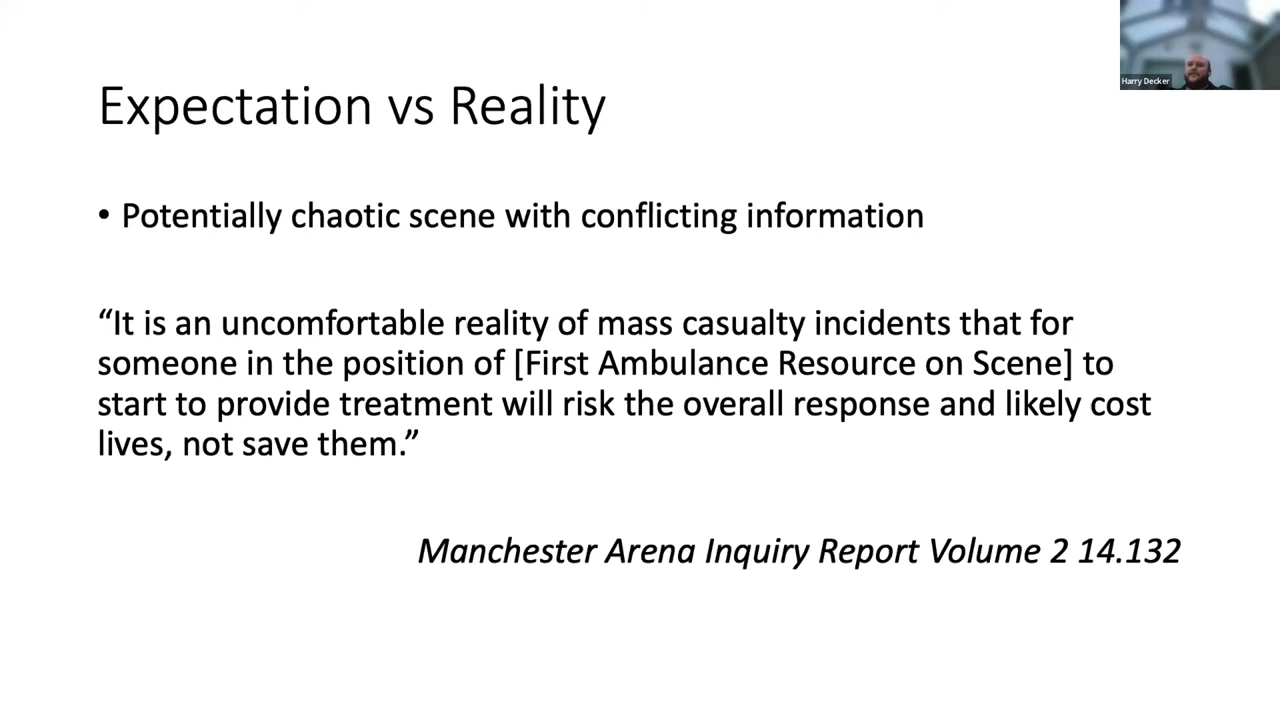 Harry Decker
Expectation vs Reality
• Potentially chaotic scene with conflicting information
“It is an uncomfortable reality of mass casualty incidents that for
someone in the position of [First Ambulance Resource on Scene] to
start to provide treatment will risk the overall response and likely cost
lives, not save them.”
Manchester Arena Inquiry Report Volume 2 14.132